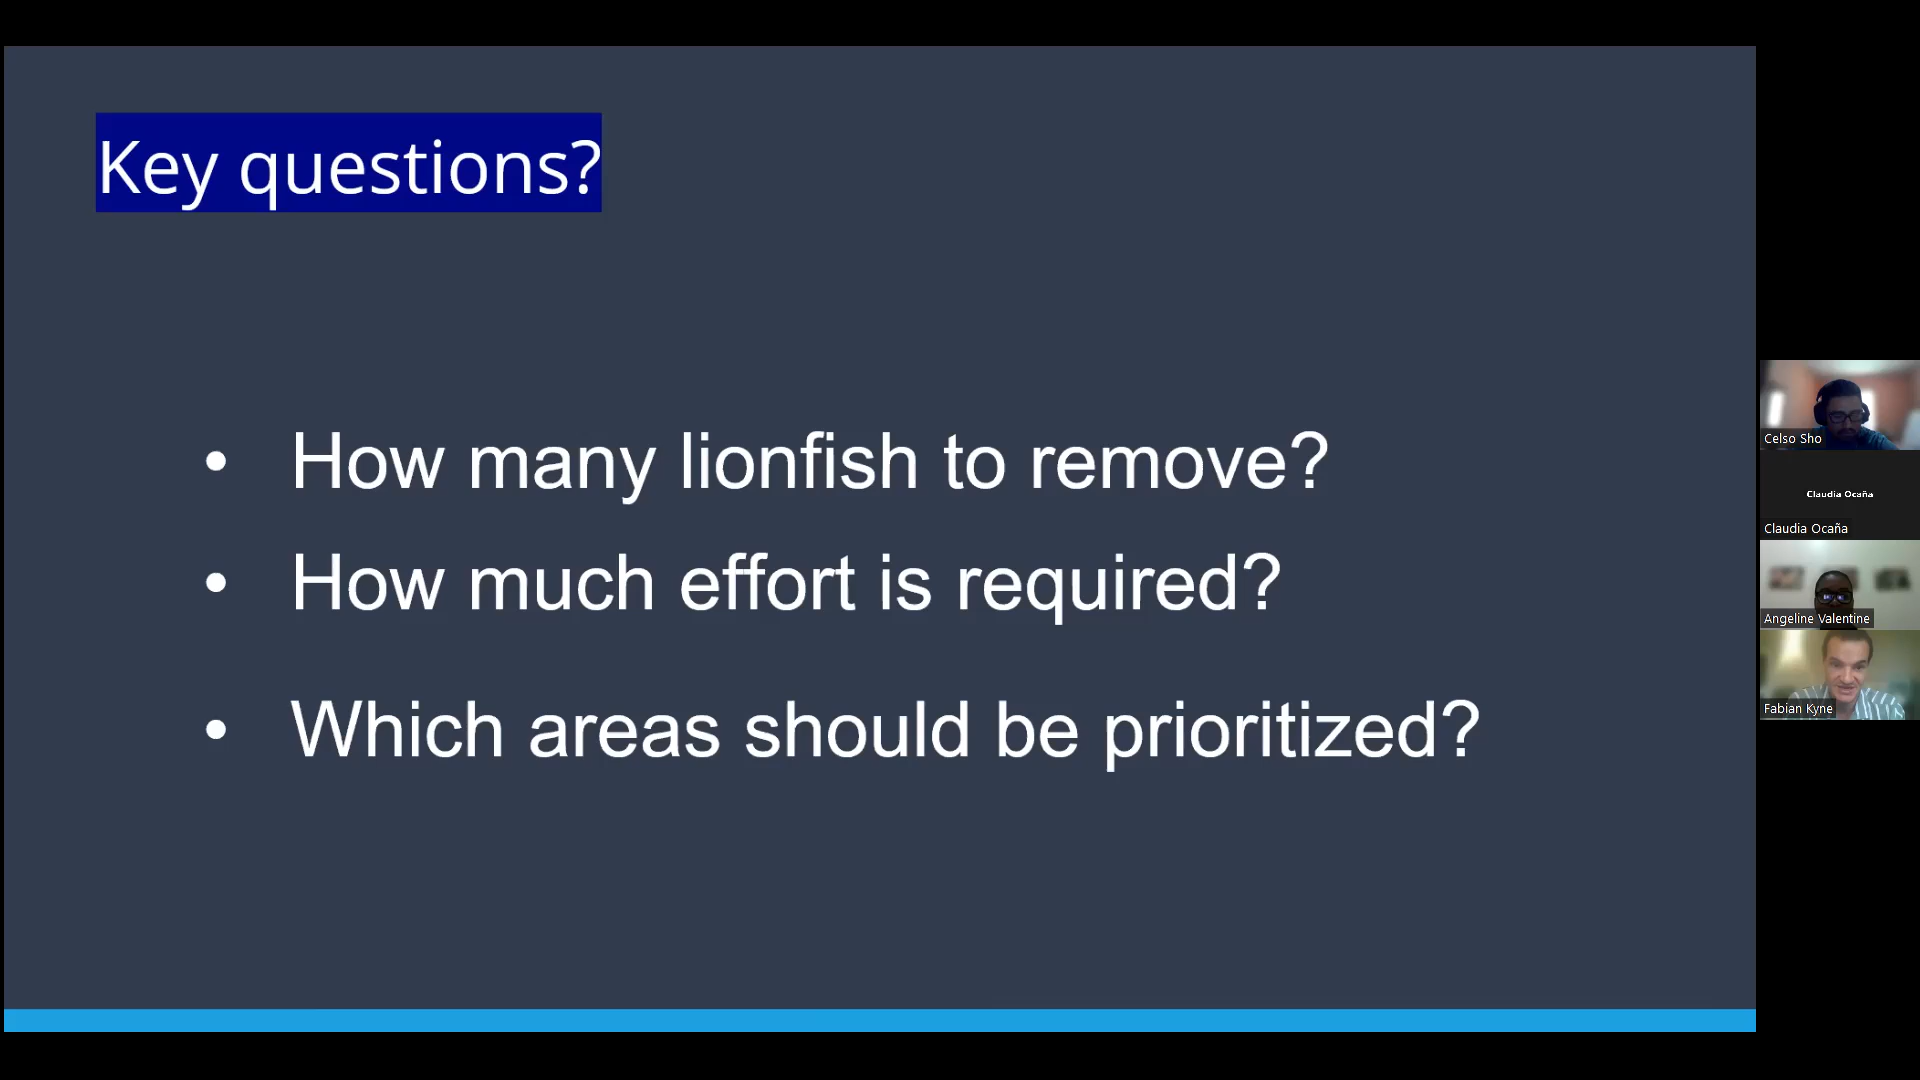 Key questions?
• How many lionfish to remove?
• How much effort is required?
• Which areas should be prioritized?
Celso Sho
Claudia Ocaña
Claudia Ocaña
Angeline Valentine
Fabian Kyne